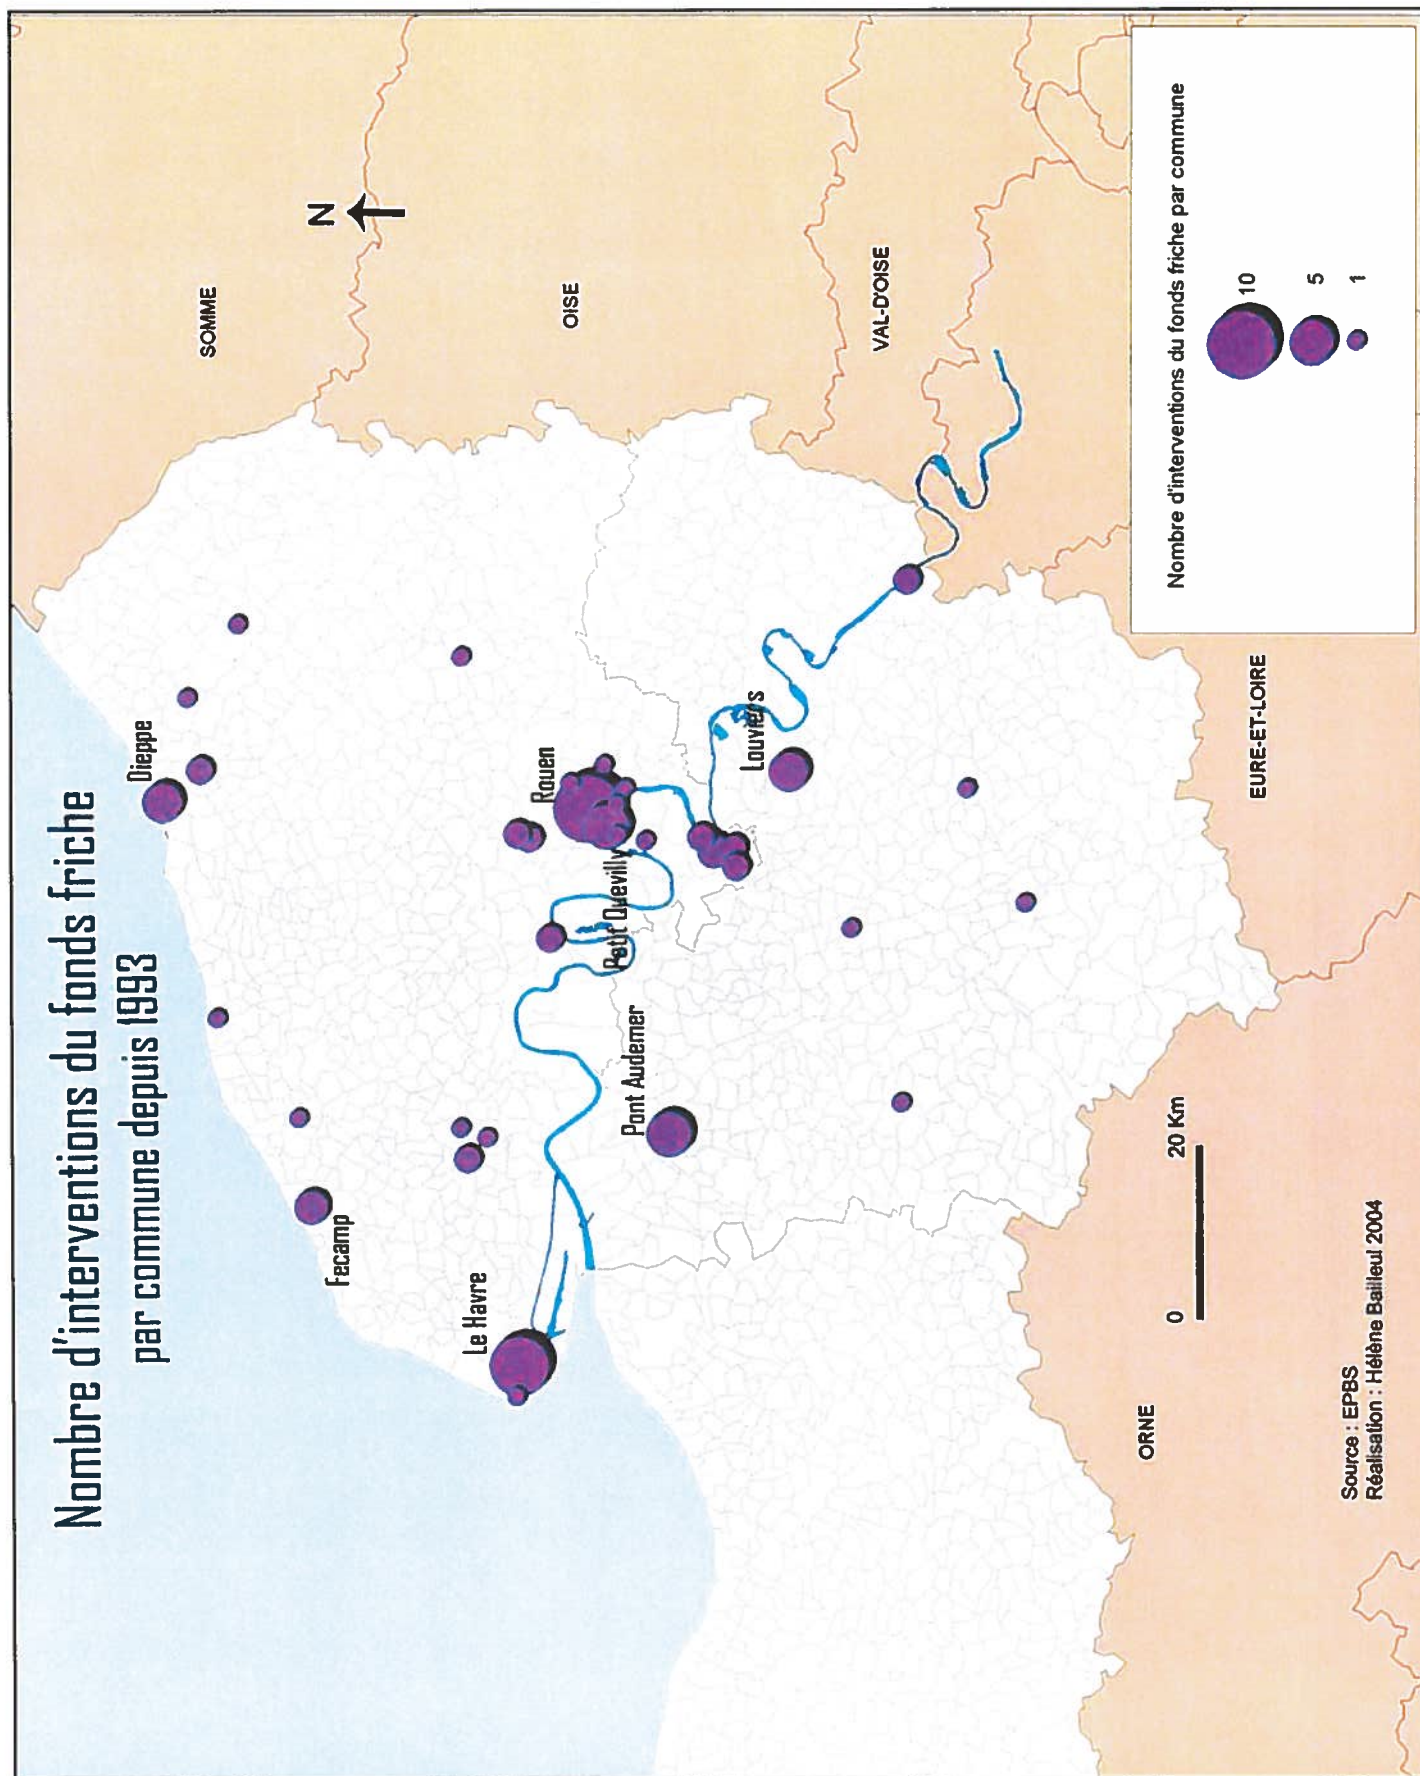 Nombre d'interventions du fonds friche
par commune depuis 1993
SOMME
N
Dieppe
OISE
Fecamp
Rouen
Le Havre
Petit Quevilly
Pont Audemer
VAL-D'OISE
Louviers
EURE-ET-LOIRE
ORNE
0
20 Km
Nombre d'interventions du fonds friche par commune
10
5
1
Source : EPBS
Réalisation : Hélène Bailleul 2004